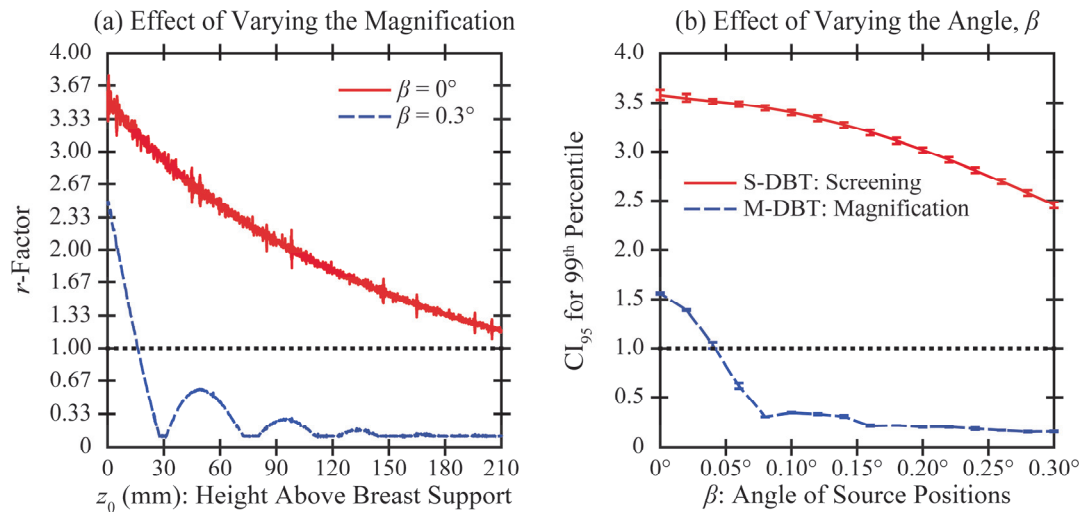 (a) Effect of Varying the Magnification
4.00
3.67
3.33
3.00
2.67
2.33
2.00
1.67
1.33
1.00
0.67
0.33
0
r-Factor
β = 0°
β = 0.3°
0 30 60 90 120 150 180 210
z₀ (mm): Height Above Breast Support
(b) Effect of Varying the Angle, β
4.0
3.5
3.0
2.5
2.0
1.5
1.0
0.5
0
CI₉₅ for 99ᵗʰ Percentile
S-DBT: Screening
M-DBT: Magnification
0° 0.05° 0.10° 0.15° 0.20° 0.25° 0.30°
β: Angle of Source Positions